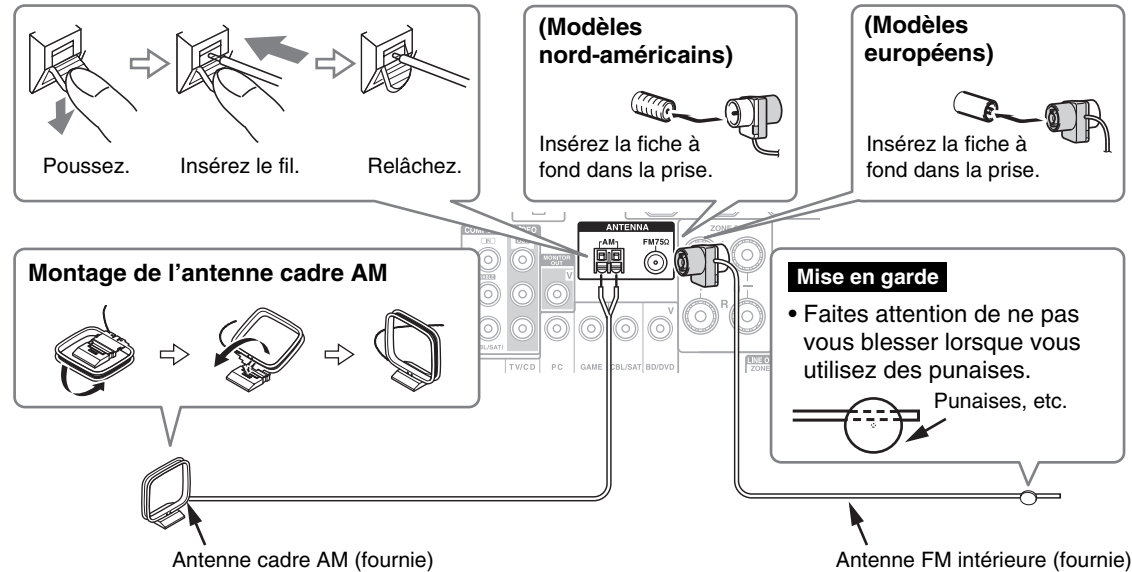 Poussez.
Insérez le fil.
Relâchez.
(Modèles
nord-américains)
Insérez la fiche à
fond dans la prise.
(Modèles
européens)
Insérez la fiche à
fond dans la prise.
ANTENNA
AM
FM75Ω
MONITOR
OUT
V
IN
ZONE
R
V
TV/CD
PC
GAME
CBL/SAT
BD/DVD
Montage de l'antenne cadre AM
Mise en garde
• Faites attention de ne pas
vous blesser lorsque vous
utilisez des punaises.
Punaises, etc.
Antenne cadre AM (fournie)
Antenne FM intérieure (fournie)